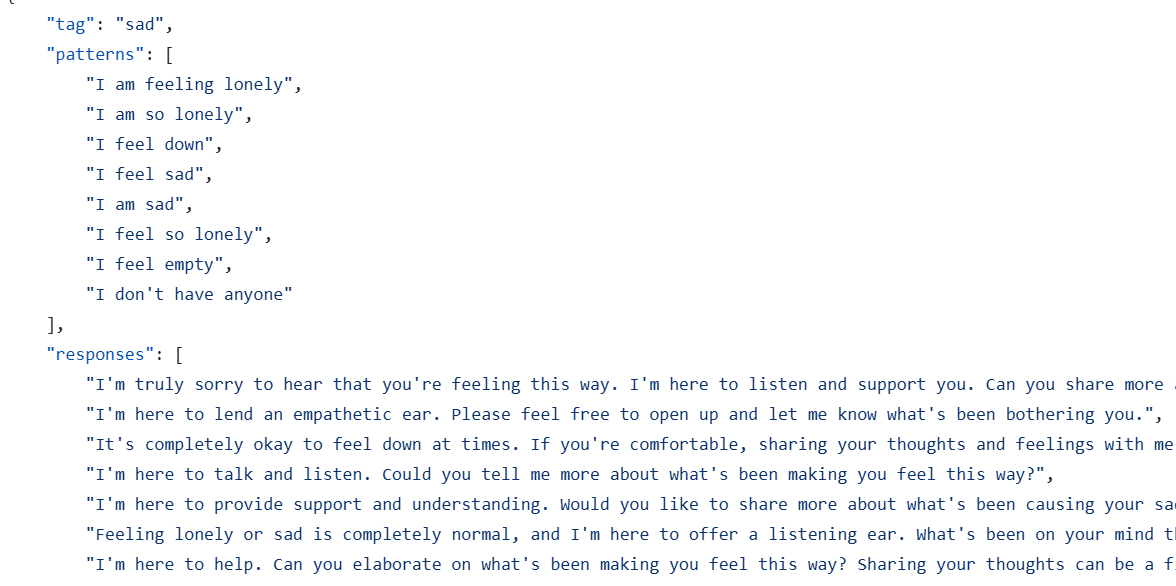 "tag": "sad",
"patterns": [
"I am feeling lonely",
"I am so lonely",
"I feel down",
"I feel sad",
"I am sad",
"I feel so lonely",
"I feel empty",
"I don't have anyone"
],
"responses": [
"I'm truly sorry to hear that you're feeling this way. I'm here to listen and support you. Can you share more
"I'm here to lend an empathetic ear. Please feel free to open up and let me know what's been bothering you.",
"It's completely okay to feel down at times. If you're comfortable, sharing your thoughts and feelings with me
"I'm here to talk and listen. Could you tell me more about what's been making you feel this way?",
"I'm here to provide support and understanding. Would you like to share more about what's been causing your
"Feeling lonely or sad is completely normal, and I'm here to offer a listening ear. What's been on your mind
"I'm here to help. Can you elaborate on what's been making you feel this way? Sharing your thoughts can be a